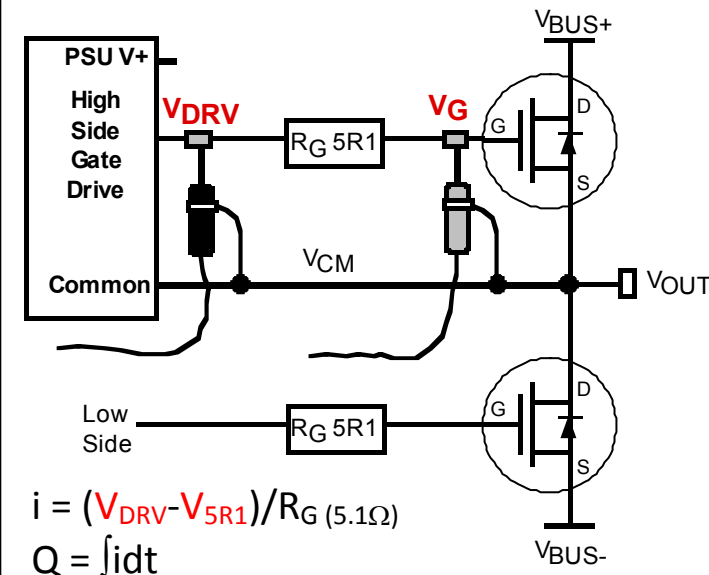 VBUS+
PSU V+
High
Side
Gate
Drive
VDRV
RG 5R1
VG
G
D
S
VCM
Common
VOUT
Low
Side
RG 5R1
G
D
S
i = (VDRV-V5R1)/RG (5.1Ω)
Q = ∫idt
VBUS-